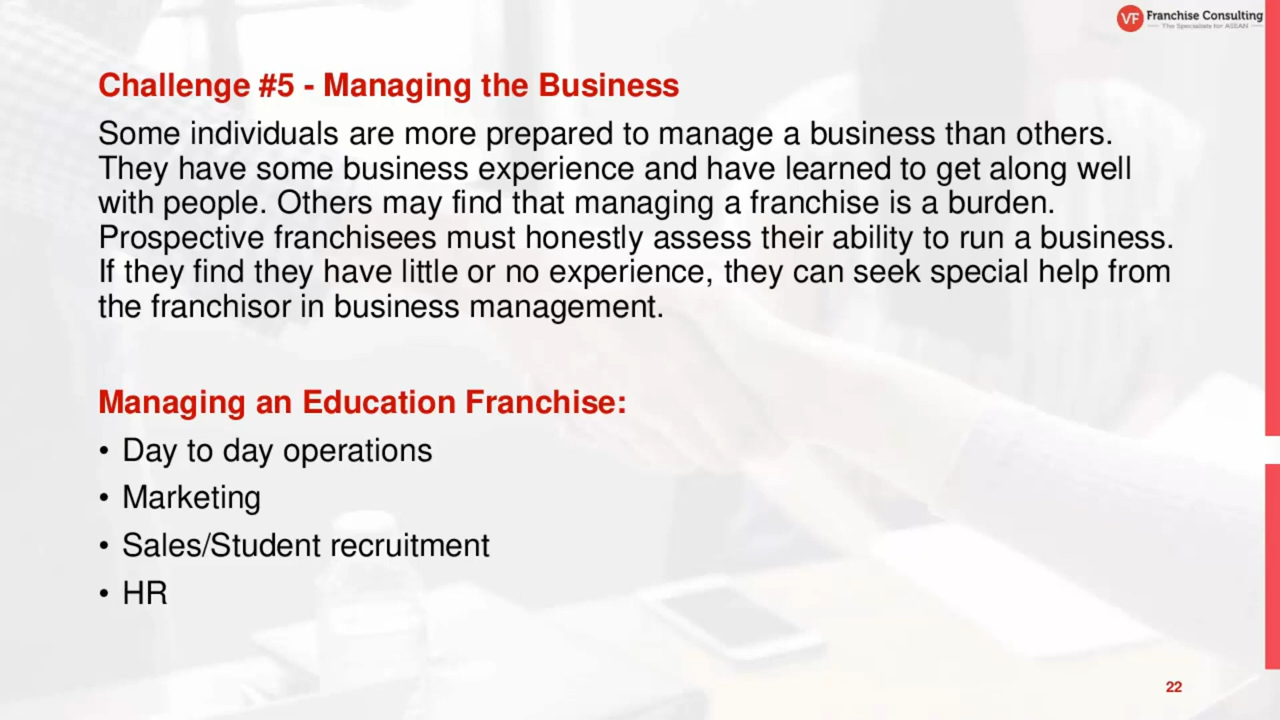 VF Franchise Consulting
The Specialists for ASEAN
Challenge #5 - Managing the Business
Some individuals are more prepared to manage a business than others.
They have some business experience and have learned to get along well
with people. Others may find that managing a franchise is a burden.
Prospective franchisees must honestly assess their ability to run a business.
If they find they have little or no experience, they can seek special help from
the franchisor in business management.
Managing an Education Franchise:
• Day to day operations
• Marketing
• Sales/Student recruitment
• HR
22